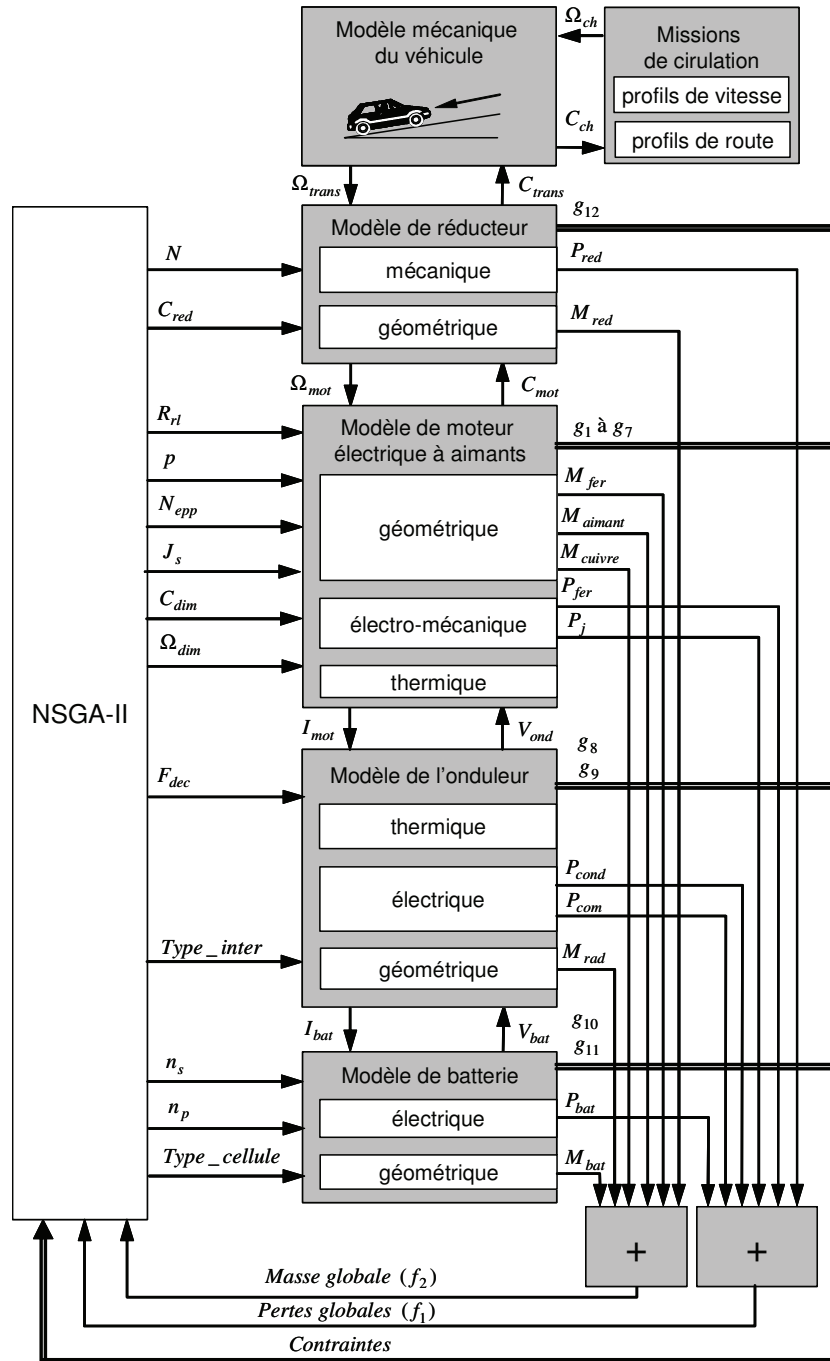 Modèle mécanique
du véhicule
Ω_ch
C_ch
Missions
de cirulation
profils de vitesse
profils de route
Ω_trans
C_trans
Modèle de réducteur
mécanique
géométrique
N
C_red
g_12
P_red
M_red
Ω_mot
C_mot
Modèle de moteur
électrique à aimants
géométrique
électro-mécanique
thermique
R_rl
p
N_epp
J_s
C_dim
Ω_dim
g_1 à g_7
M_fer
M_aimant
M_cuivre
P_fer
P_j
NSGA-II
I_mot
V_ond
Modèle de l'onduleur
thermique
électrique
géométrique
F_dec
Type_inter
g_8
g_9
P_cond
P_com
M_rad
I_bat
V_bat
Modèle de batterie
électrique
géométrique
n_s
n_p
Type_cellule
g_10
g_11
P_bat
M_bat
+
+
Masse globale (f_2)
Pertes globales (f_1)
Contraintes